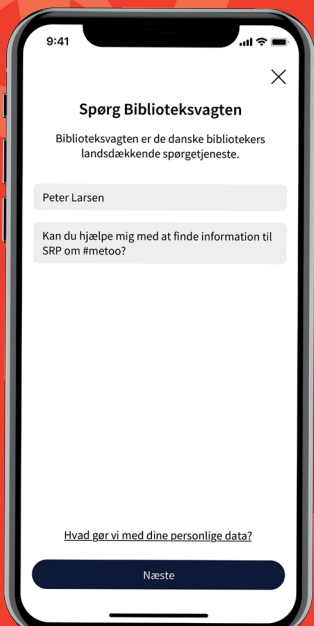 9:41
Spørg Biblioteksvagten
Biblioteksvagten er de danske bibliotekers
landsdækkende spørgetjeneste.
Peter Larsen
Kan du hjælpe mig med at finde information til
SRP om #metoo?
Hvad gør vi med dine personlige data?
Næste